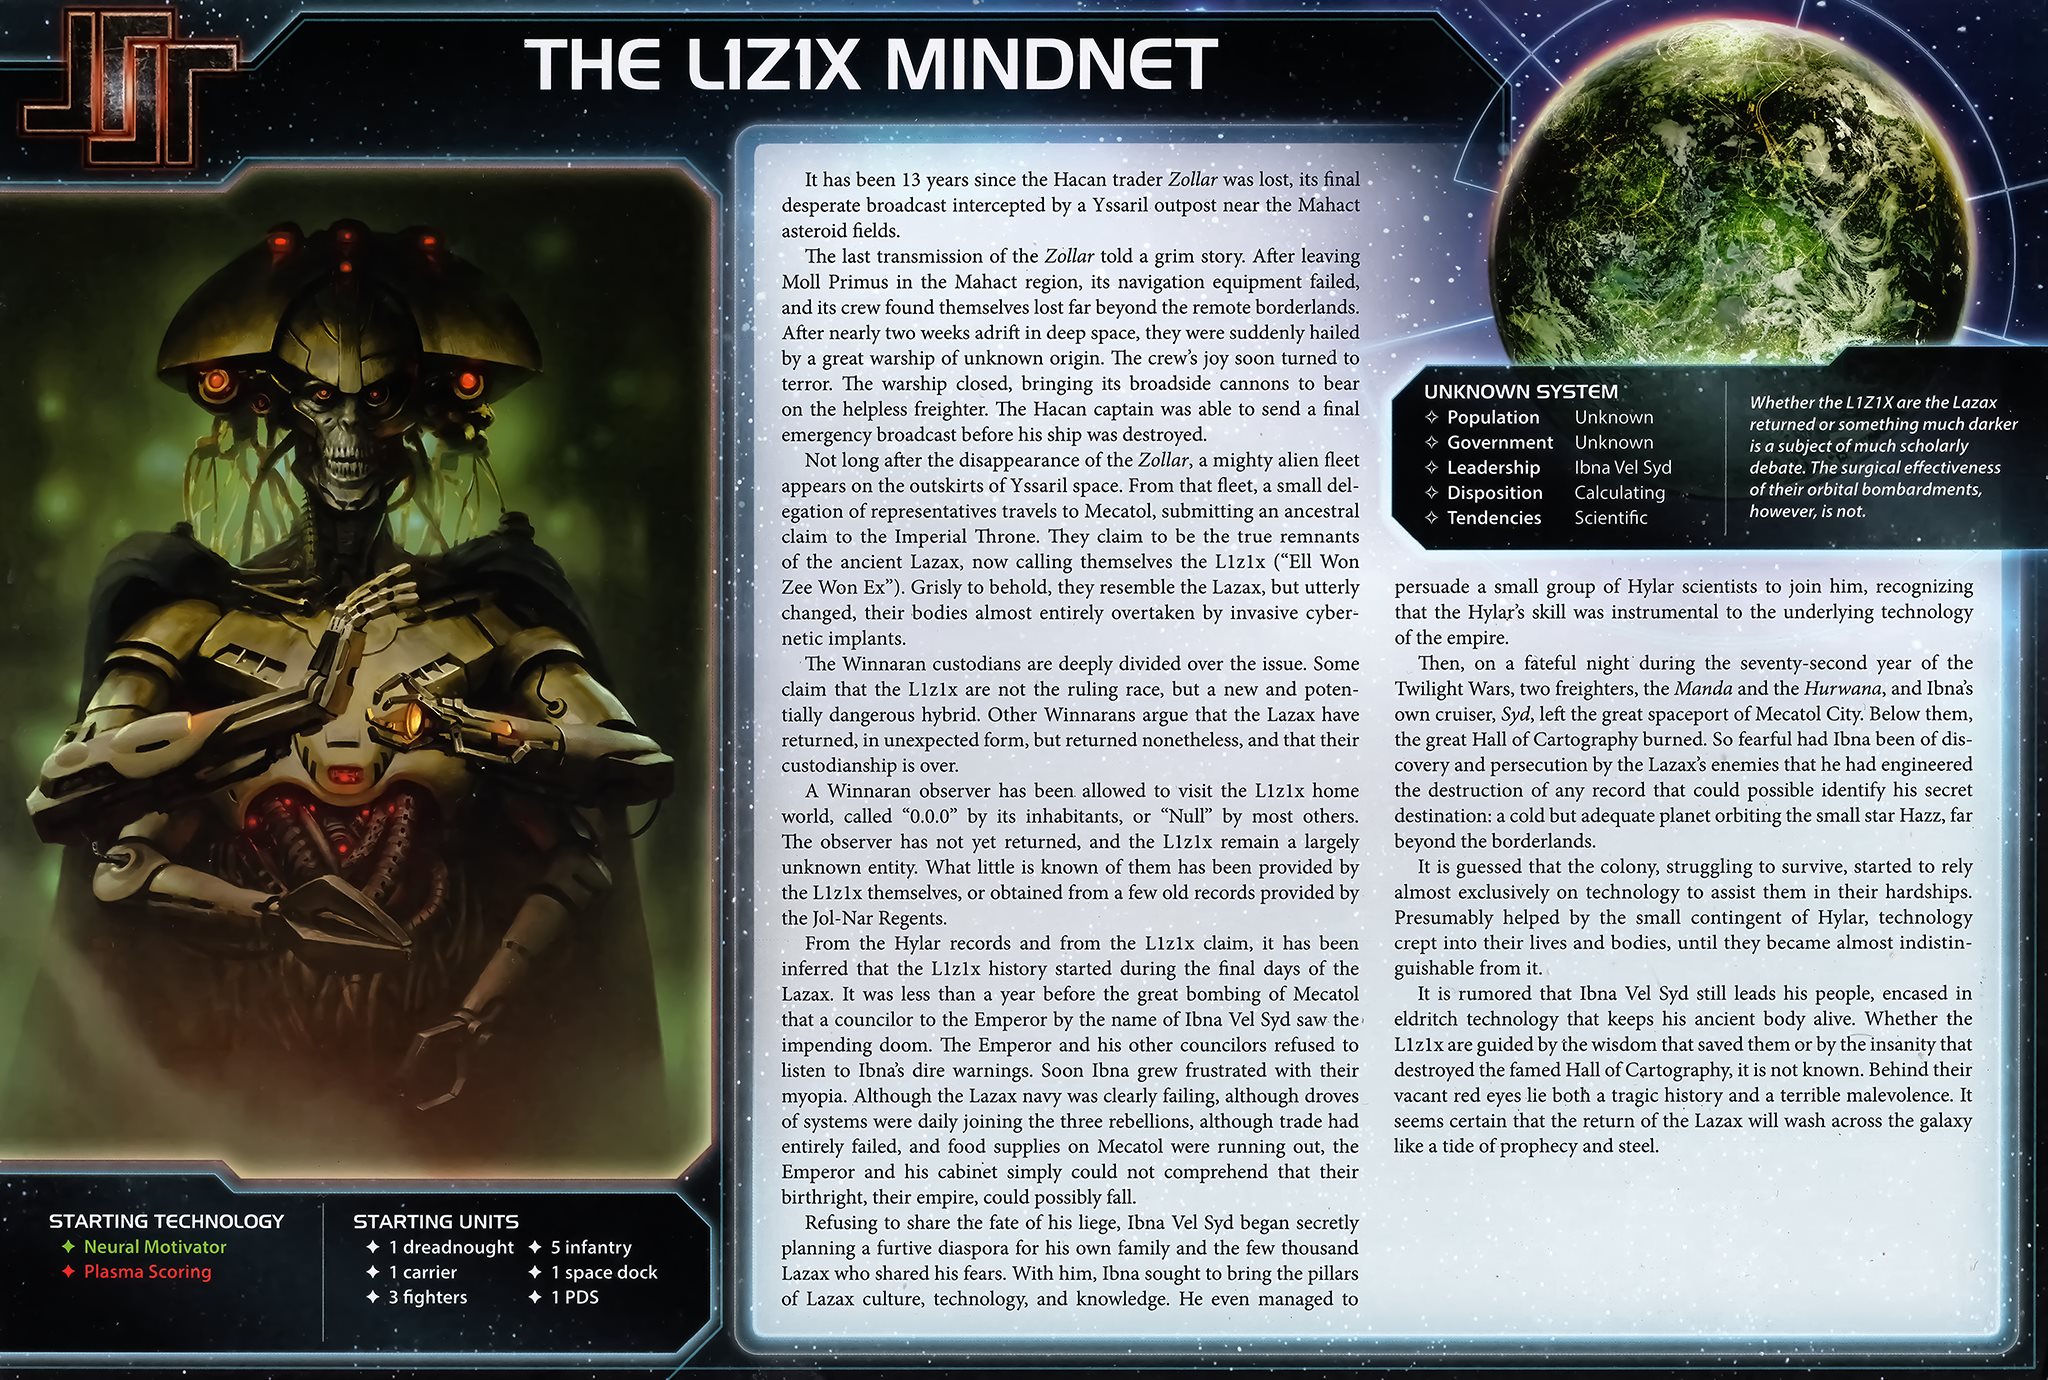 THE L1Z1X MINDNET
It has been 13 years since the Hacan trader Zollar was lost, its final
desperate broadcast intercepted by a Yssaril outpost near the Mahact
asteroid fields.
The last transmission of the Zollar told a grim story. After leaving
Moll Primus in the Mahact region, its navigation equipment failed,
and its crew found themselves lost far beyond the remote borderlands.
After nearly two weeks adrift in deep space, they were suddenly hailed
by a great warship of unknown origin. The crew's joy soon turned to
terror. The warship closed, bringing its broadside cannons to bear
on the helpless freighter. The Hacan captain was able to send a final
emergency broadcast before his ship was destroyed.
Not long after the disappearance of the Zollar, a mighty alien fleet
appears on the outskirts of Yssaril space. From that fleet, a small del-
egation of representatives travels to Mecatol, submitting an ancestral
claim to the Imperial Throne. They claim to be the true remnants
of the ancient Lazax, now calling themselves the L1z1x (“Ell Won
Zee Won Ex”). Grisly to behold, they resemble the Lazax, but utterly
changed, their bodies almost entirely overtaken by invasive cyber-
netic implants.
The Winnaran custodians are deeply divided over the issue. Some
claim that the L1z1x are not the ruling race, but a new and poten-
tially dangerous hybrid. Other Winnarans argue that the Lazax have
returned, in unexpected form, but returned nonetheless, and that their
custodianship is over.
A Winnaran observer has been allowed to visit the L1z1x home
world, called “0.0.0” by its inhabitants, or “Null” by most others.
The observer has not yet returned, and the L1z1x remain a largely
unknown entity. What little is known of them has been provided by
the L1z1x themselves, or obtained from a few old records provided by
the Jol-Nar Regents.
From the Hylar records and from the L1z1x claim, it has been
inferred that the L1z1x history started during the final days of the
Lazax. It was less than a year before the great bombing of Mecatol
that a councilor to the Emperor by the name of Ibna Vel Syd saw the
impending doom. The Emperor and his other councilors refused to
listen to Ibna's dire warnings. Soon Ibna grew frustrated with their
myopia. Although the Lazax navy was clearly failing, although droves
of systems were daily joining the three rebellions, although trade had
entirely failed, and food supplies on Mecatol were running out, the
Emperor and his cabinet simply could not comprehend that their
birthright, their empire, could possibly fall.
Refusing to share the fate of his liege, Ibna Vel Syd began secretly
planning a furtive diaspora for his own family and the few thousand
Lazax who shared his fears. With him, Ibna sought to bring the pillars
of Lazax culture, technology, and knowledge. He even managed to
UNKNOWN SYSTEM
Population Unknown
Government Unknown
Leadership Ibna Vel Syd
Disposition Calculating
Tendencies Scientific
Whether the L1Z1X are the Lazax
returned or something much darker
is a subject of much scholarly
debate. The surgical effectiveness
of their orbital bombardments,
however, is not.
persuade a small group of Hylar scientists to join him, recognizing
that the Hylar's skill was instrumental to the underlying technology
of the empire.
Then, on a fateful night during the seventy-second year of the
Twilight Wars, two freighters, the Manda and the Hurwana, and Ibna's
own cruiser, Syd, left the great spaceport of Mecatol City. Below them,
the great Hall of Cartography burned. So fearful had Ibna been of dis-
covery and persecution by the Lazax's enemies that he had engineered
the destruction of any record that could possible identify his secret
destination: a cold but adequate planet orbiting the small star Hazz, far
beyond the borderlands.
It is guessed that the colony, struggling to survive, started to rely
almost exclusively on technology to assist them in their hardships.
Presumably helped by the small contingent of Hylar, technology
crept into their lives and bodies, until they became almost indistin-
guishable from it.
It is rumored that Ibna Vel Syd still leads his people, encased in
eldritch technology that keeps his ancient body alive. Whether the
L1z1x are guided by the wisdom that saved them or by the insanity that
destroyed the famed Hall of Cartography, it is not known. Behind their
vacant red eyes lie both a tragic history and a terrible malevolence. It
seems certain that the return of the Lazax will wash across the galaxy
like a tide of prophecy and steel.
STARTING TECHNOLOGY
Neural Motivator
Plasma Scoring
STARTING UNITS
1 dreadnought
1 carrier
3 fighters
5 infantry
1 space dock
1 PDS